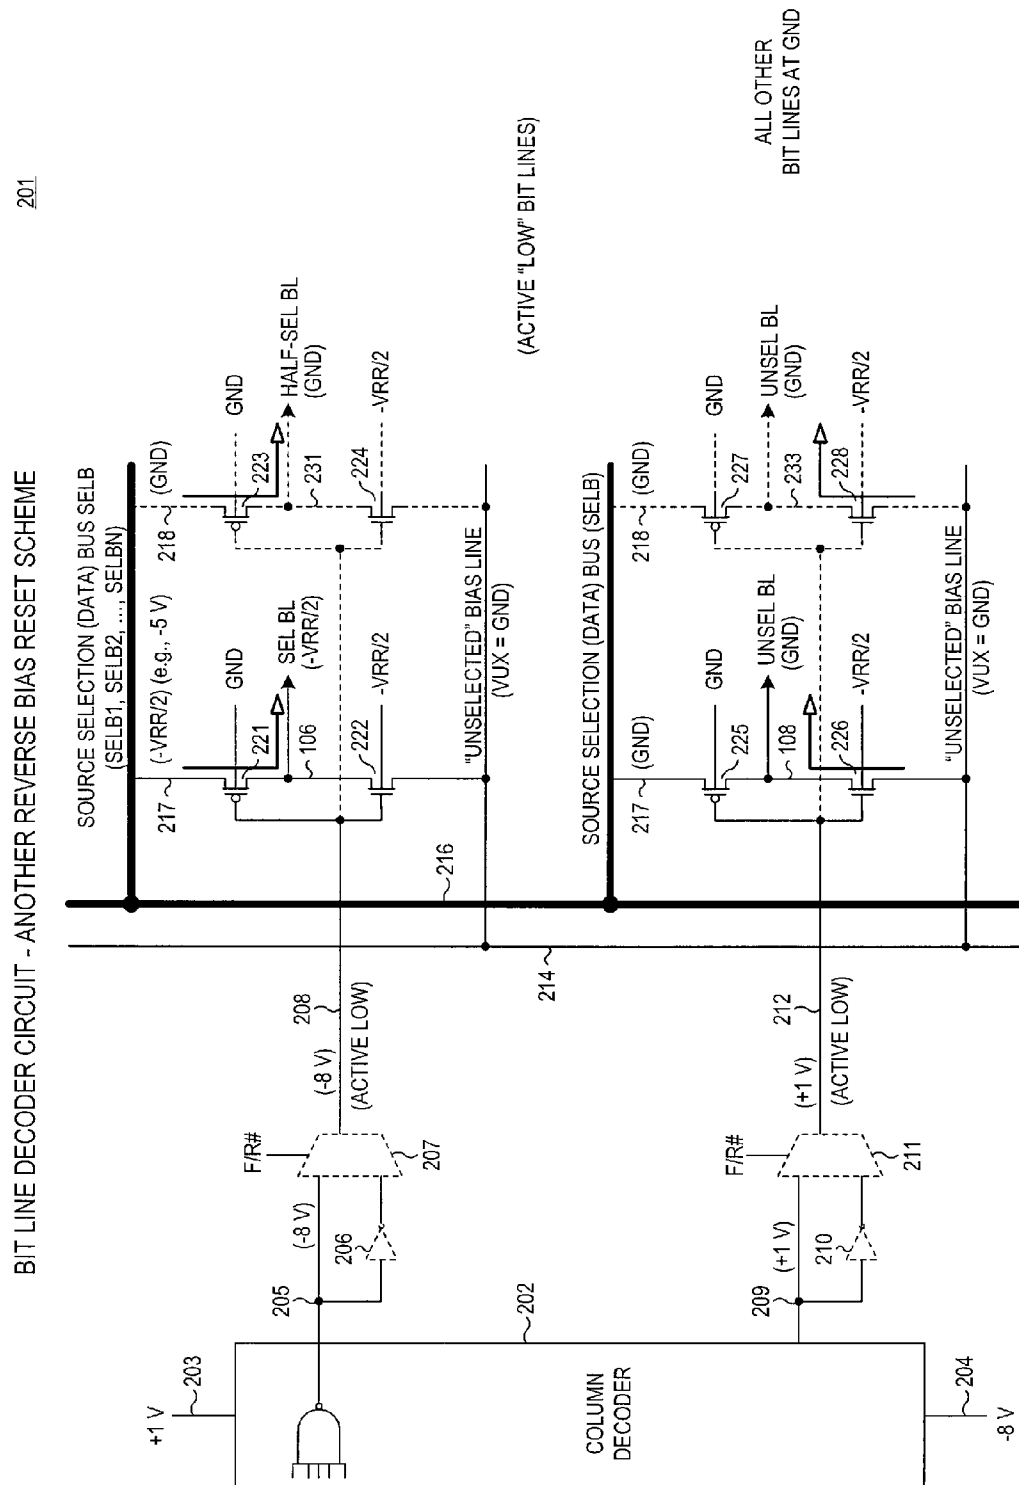 201
BIT LINE DECODER CIRCUIT - ANOTHER REVERSE BIAS RESET SCHEME
SOURCE SELECTION (DATA) BUS SELB
(SELB1, SELB2, ..., SELBN)
217
(-VRR/2) (e.g., -5 V)
218
(GND)
GND
221
SEL BL
(-VRR/2)
106
222
-VRR/2
GND
223
HALF-SEL BL
(GND)
231
224
-VRR/2
"UNSELECTED" BIAS LINE
(VUX = GND)
(ACTIVE "LOW" BIT LINES)
+1 V
203
205
(-8 V)
206
F/R#
207
(-8 V)
208
(ACTIVE LOW)
214
216
202
COLUMN
DECODER
209
(+1 V)
210
F/R#
211
(+1 V)
212
(ACTIVE LOW)
204
-8 V
SOURCE SELECTION (DATA) BUS (SELB)
217
(GND)
218
(GND)
GND
225
UNSEL BL
(GND)
108
226
-VRR/2
GND
227
UNSEL BL
(GND)
233
228
-VRR/2
"UNSELECTED" BIAS LINE
(VUX = GND)
ALL OTHER
BIT LINES AT GND